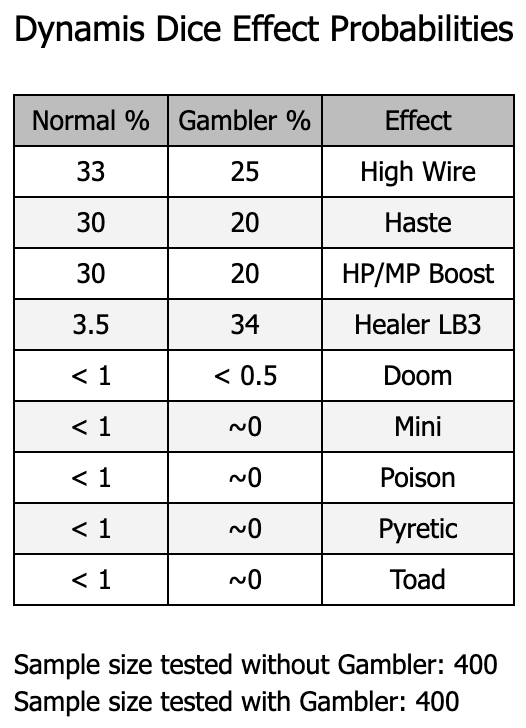 Dynamis Dice Effect Probabilities
Normal % Gambler % Effect
33 25 High Wire
30 20 Haste
30 20 HP/MP Boost
3.5 34 Healer LB3
< 1 < 0.5 Doom
< 1 ~0 Mini
< 1 ~0 Poison
< 1 ~0 Pyretic
< 1 ~0 Toad
Sample size tested without Gambler: 400
Sample size tested with Gambler: 400